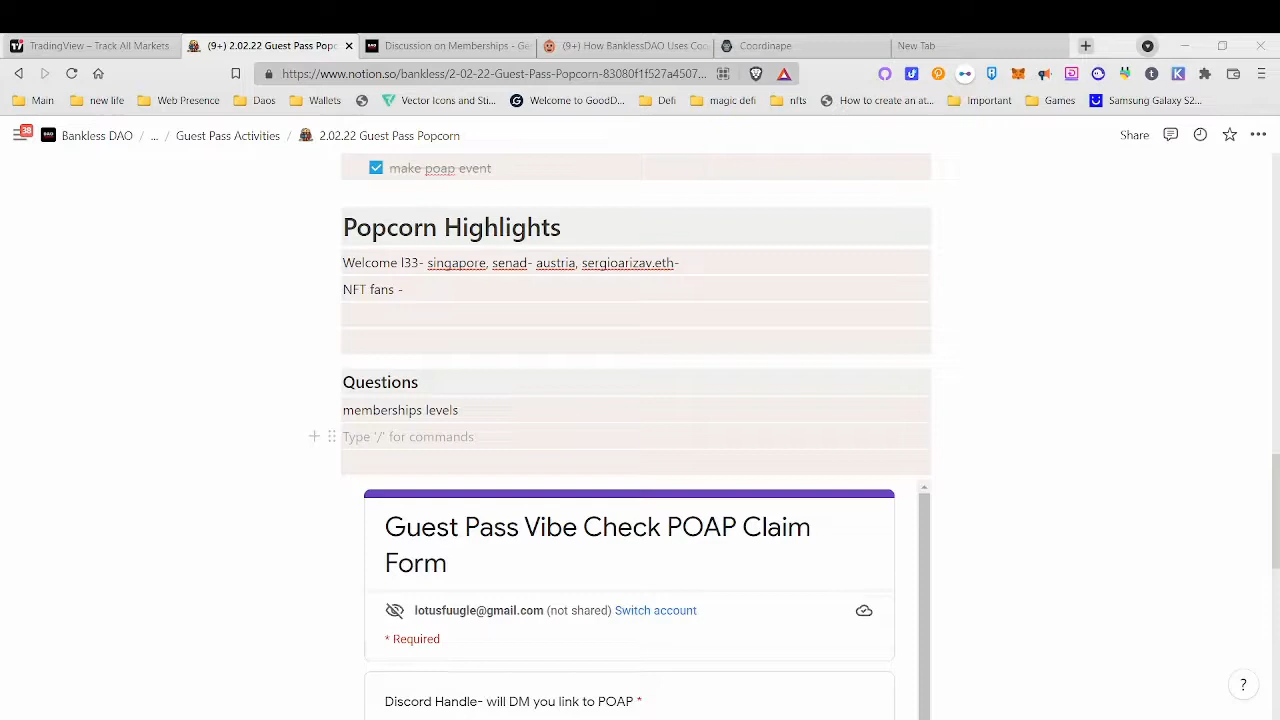 TradingView – Track All Markets
(9+) 2.02.22 Guest Pass Popc
Discussion on Memberships - Ge
(9+) How BanklessDAO Uses Coo
Coordinape
New Tab
https://www.notion.so/bankless/2-02-22-Guest-Pass-Popcorn-83080f1f527a4507...
Main
new life
Web Presence
Daos
Wallets
Vector Icons and Sti...
Welcome to GoodD...
Defi
magic defi
nfts
How to create an at...
Important
Games
Samsung Galaxy S2...
38
Bankless DAO / ... / Guest Pass Activities / 2.02.22 Guest Pass Popcorn
Share
make poap event
Popcorn Highlights
Welcome l33- singapore, senad- austria, sergioarizav.eth-
NFT fans -
Questions
memberships levels
Type '/' for commands
Guest Pass Vibe Check POAP Claim
Form
lotusfuugle@gmail.com (not shared) Switch account
* Required
Discord Handle- will DM you link to POAP *
?